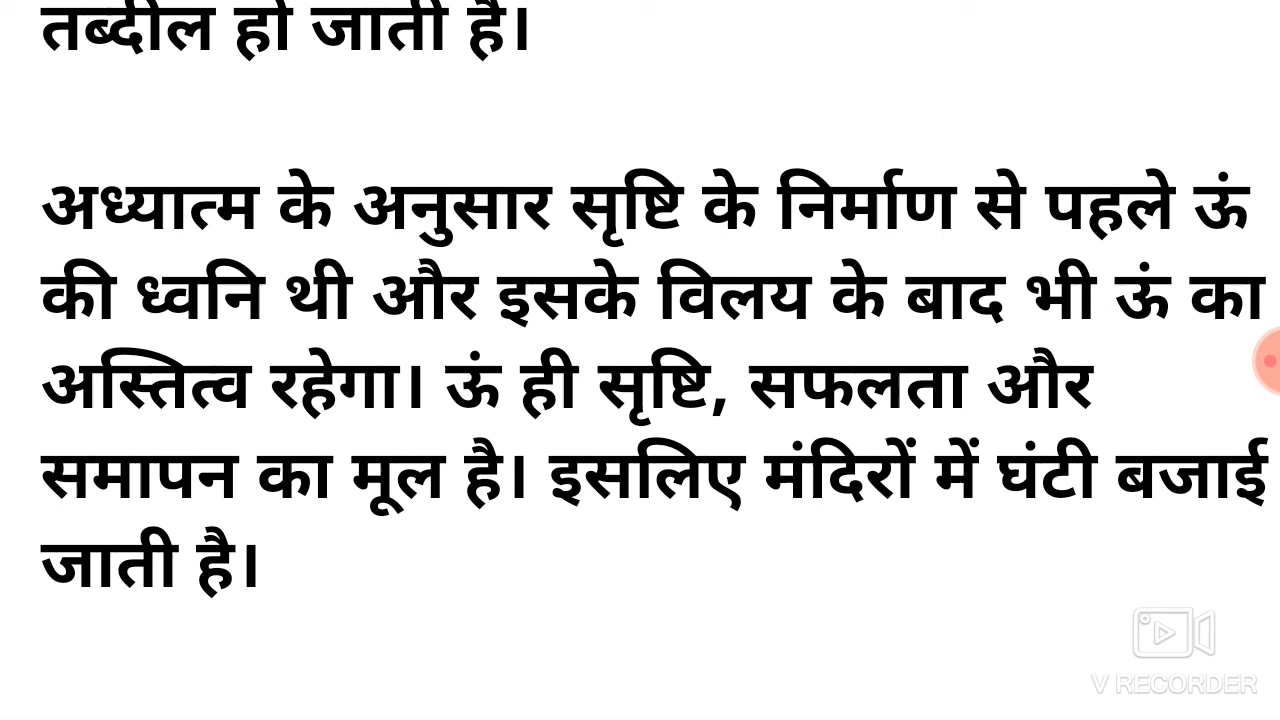 तब्दील हो जाती है।
अध्यात्म के अनुसार सृष्टि के निर्माण से पहले ऊं
की ध्वनि थी और इसके विलय के बाद भी ऊं का
अस्तित्व रहेगा। ऊं ही सृष्टि, सफलता और
समापन का मूल है। इसलिए मंदिरों में घंटी बजाई
जाती है।
V RECORDER